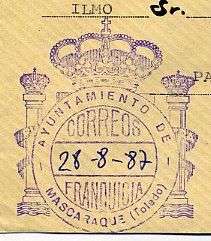 ILMO Sr.
PA
AYUNTAMIENTO DE
CORREOS
28-8-87
FRANQUICIA
MASCARAQUE (Toledo)